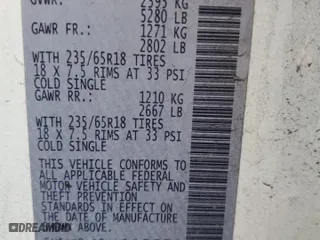 GVWR: 2395 KG
5280 LB
GAWR FR.: 1271 KG
2802 LB
WITH 235/65R18 TIRES
18 X 7.5 RIMS AT 33 PSI
COLD SINGLE
GAWR RR.: 1210 KG
2667 LB
WITH 235/65R18 TIRES
18 X 7.5 RIMS AT 33 PSI
COLD SINGLE
THIS VEHICLE CONFORMS TO
ALL APPLICABLE FEDERAL
MOTOR VEHICLE SAFETY AND
THEFT PREVENTION
STANDARDS IN EFFECT ON
THE DATE OF MANUFACTURE
SHOWN ABOVE.